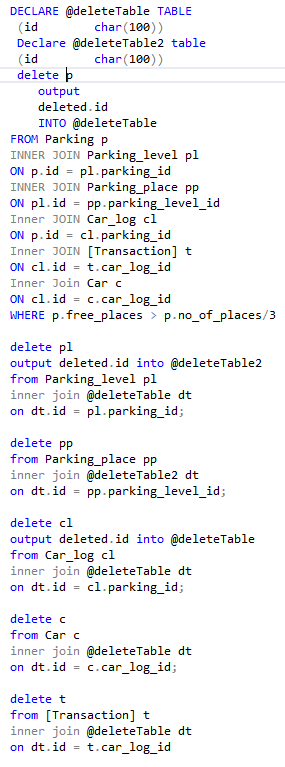 DECLARE @deleteTable TABLE
(id char(100))
Declare @deleteTable2 table
(id char(100))
delete p
output
deleted.id
INTO @deleteTable
FROM Parking p
INNER JOIN Parking_level pl
ON p.id = pl.parking_id
INNER JOIN Parking_place pp
ON pl.id = pp.parking_level_id
Inner JOIN Car_log cl
ON p.id = cl.parking_id
Inner JOIN [Transaction] t
ON cl.id = t.car_log_id
Inner Join Car c
ON cl.id = c.car_log_id
WHERE p.free_places > p.no_of_places/3
delete pl
output deleted.id into @deleteTable2
from Parking_level pl
inner join @deleteTable dt
on dt.id = pl.parking_id;
delete pp
from Parking_place pp
inner join @deleteTable2 dt
on dt.id = pp.parking_level_id;
delete cl
output deleted.id into @deleteTable
from Car_log cl
inner join @deleteTable dt
on dt.id = cl.parking_id;
delete c
from Car c
inner join @deleteTable dt
on dt.id = c.car_log_id;
delete t
from [Transaction] t
inner join @deleteTable dt
on dt.id = t.car_log_id